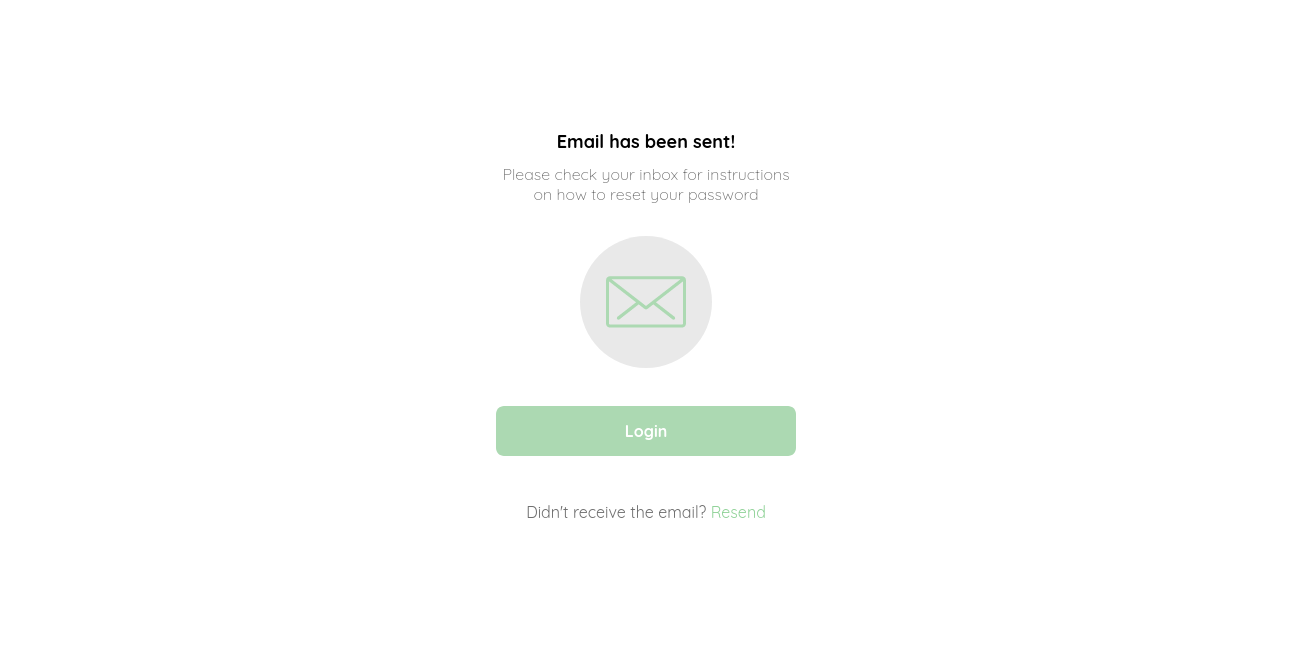 Email has been sent!
Please check your inbox for instructions
on how to reset your password
Login
Didn't receive the email? Resend